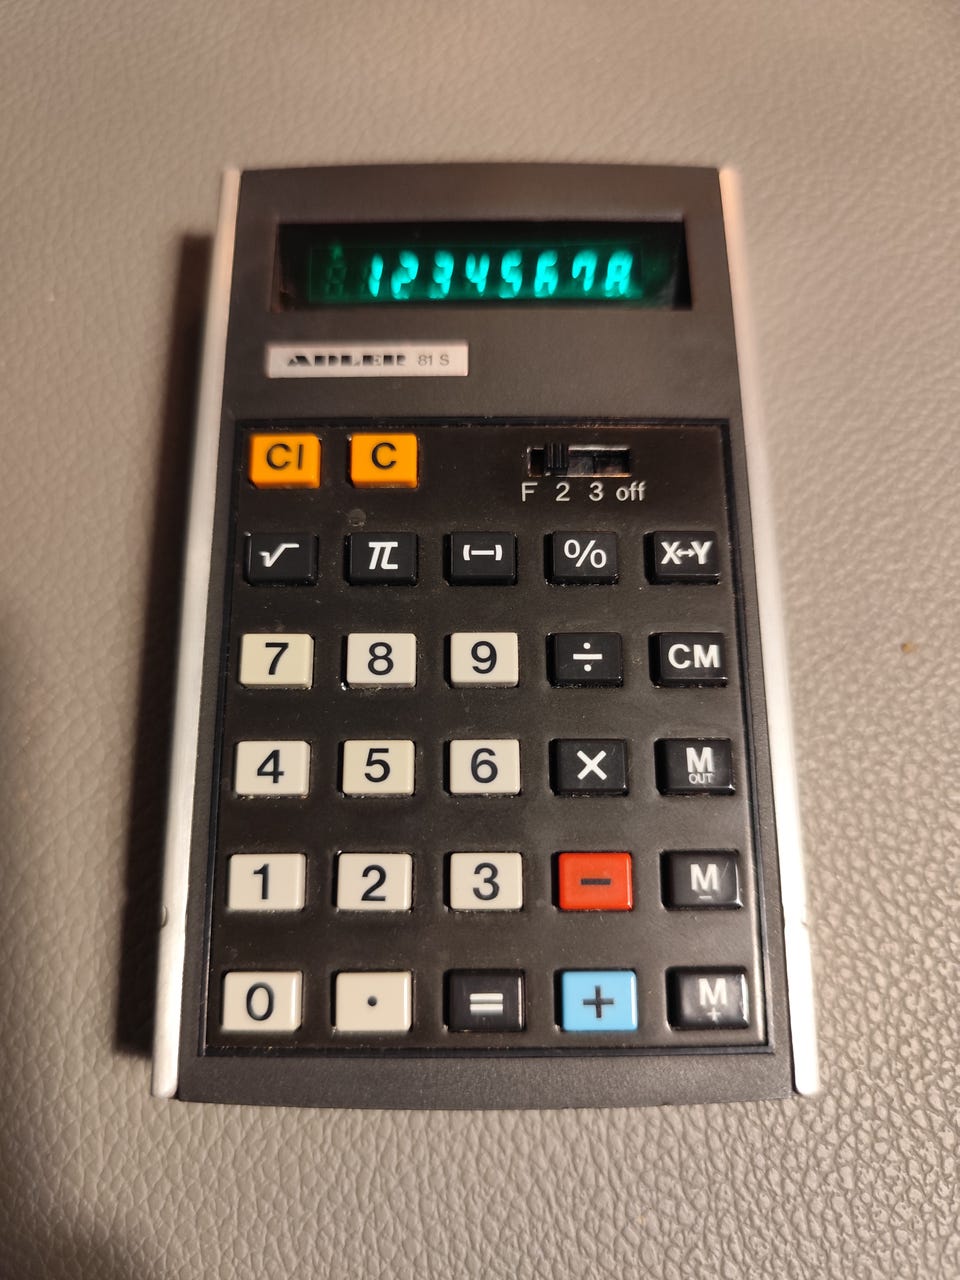 12345678
ADLER 81 S
CI C
F 2 3 off
√ π (−) % X↔Y
7 8 9 ÷ CM
4 5 6 × M OUT
1 2 3 − M −
0 . = + M +